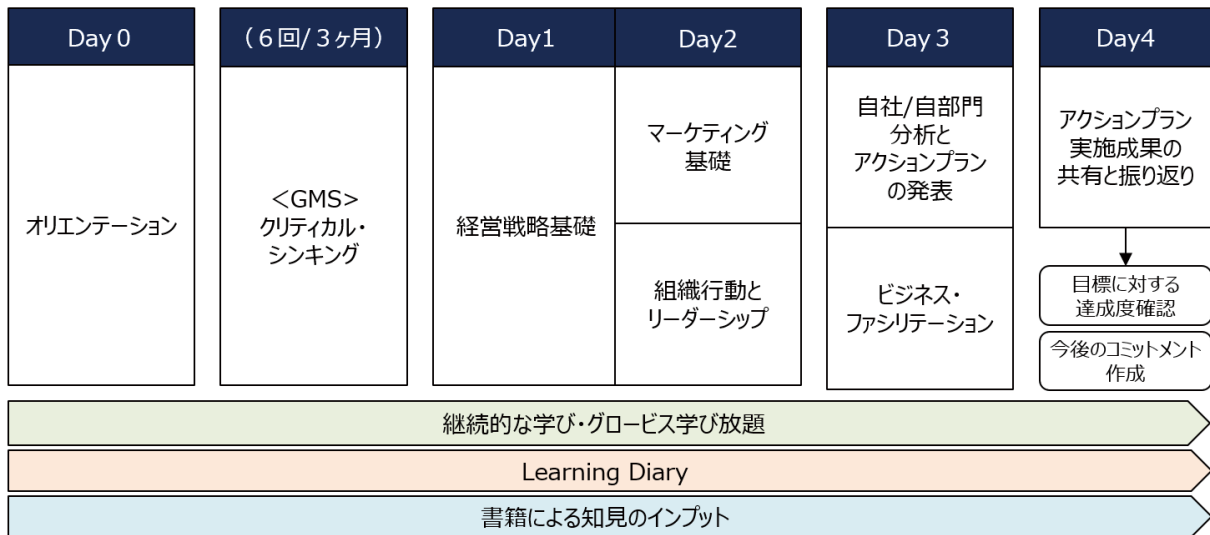 Day 0
(6回/3ヶ月)
Day1
Day2
Day 3
Day4
オリエンテーション
<GMS>
クリティカル・
シンキング
経営戦略基礎
マーケティング
基礎
組織行動と
リーダーシップ
自社/自部門
分析と
アクションプラン
の発表
ビジネス・
ファシリテーション
アクションプラン
実施成果の
共有と振り返り
目標に対する
達成度確認
今後のコミットメント
作成
継続的な学び・グロービス学び放題
Learning Diary
書籍による知見のインプット